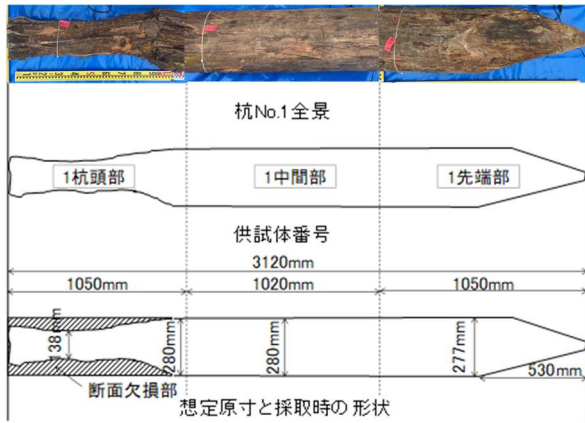 杭No.1全景
1杭頭部
1中間部
1先端部
供試体番号
3120mm
1050mm
1020mm
1050mm
138mm
280mm
280mm
277mm
530mm
断面欠損部
想定原寸と採取時の形状